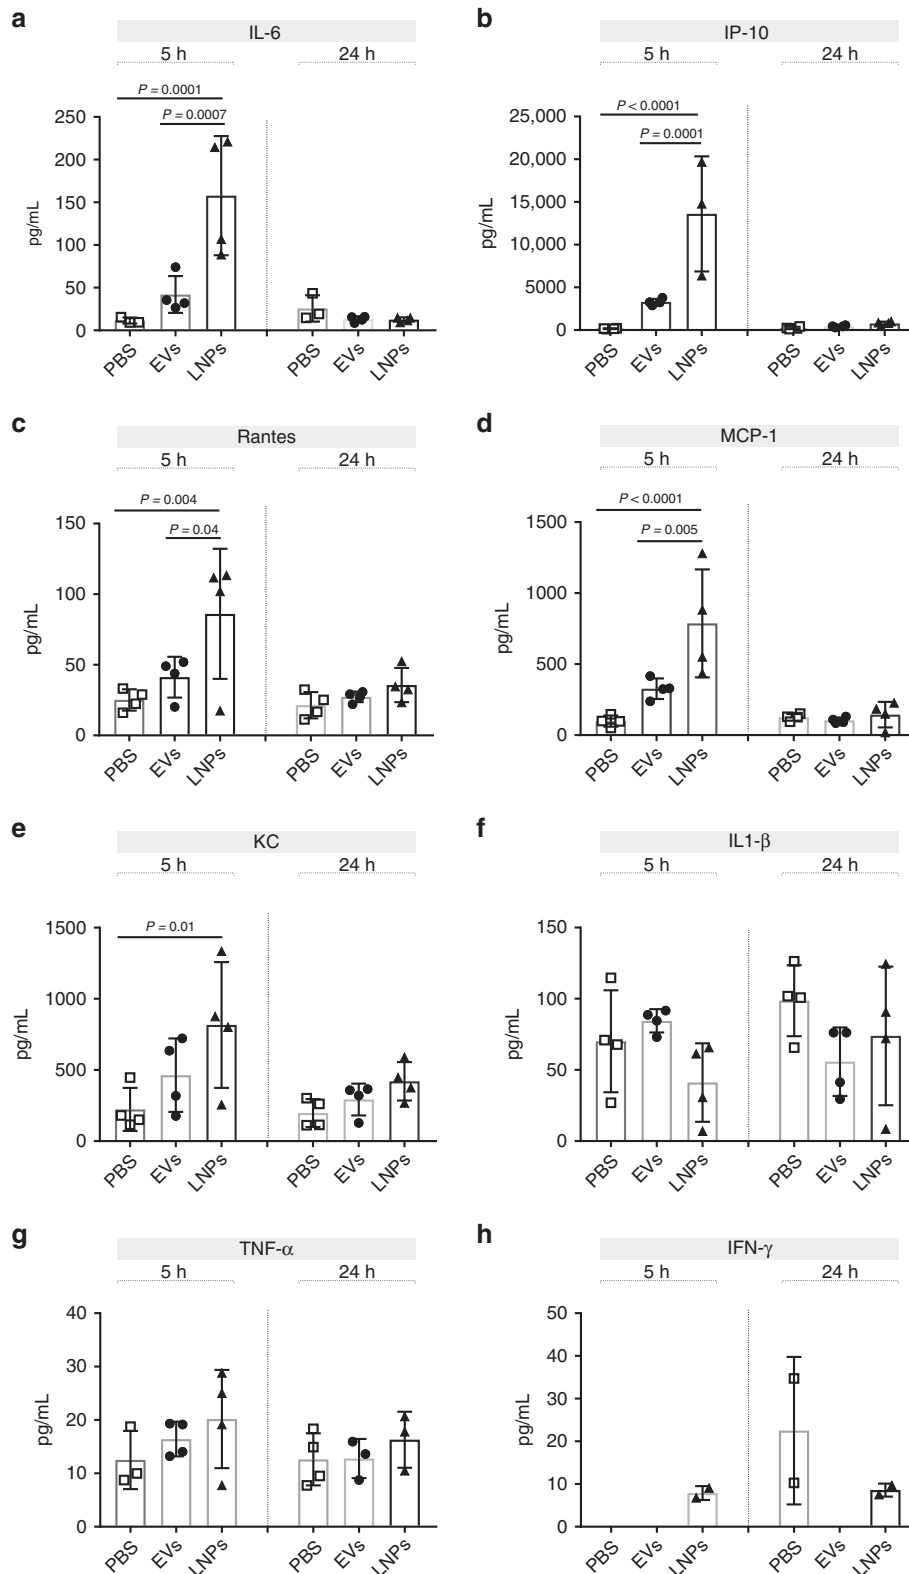 a
IL-6
5 h 24 h
P = 0.0001
P = 0.0007
250
200
150
100
50
0
pg/mL
PBS EVs LNPs PBS EVs LNPs
b
IP-10
5 h 24 h
P < 0.0001
P = 0.0001
25,000
20,000
15,000
10,000
5000
0
pg/mL
PBS EVs LNPs PBS EVs LNPs
c
Rantes
5 h 24 h
P = 0.004
P = 0.04
150
100
50
0
pg/mL
PBS EVs LNPs PBS EVs LNPs
d
MCP-1
5 h 24 h
P < 0.0001
P = 0.005
1500
1000
500
0
pg/mL
PBS EVs LNPs PBS EVs LNPs
e
KC
5 h 24 h
P = 0.01
1500
1000
500
0
pg/mL
PBS EVs LNPs PBS EVs LNPs
f
IL1-β
5 h 24 h
150
100
50
0
pg/mL
PBS EVs LNPs PBS EVs LNPs
g
TNF-α
5 h 24 h
40
30
20
10
0
pg/mL
PBS EVs LNPs PBS EVs LNPs
h
IFN-γ
5 h 24 h
50
40
30
20
10
0
pg/mL
PBS EVs LNPs PBS EVs LNPs